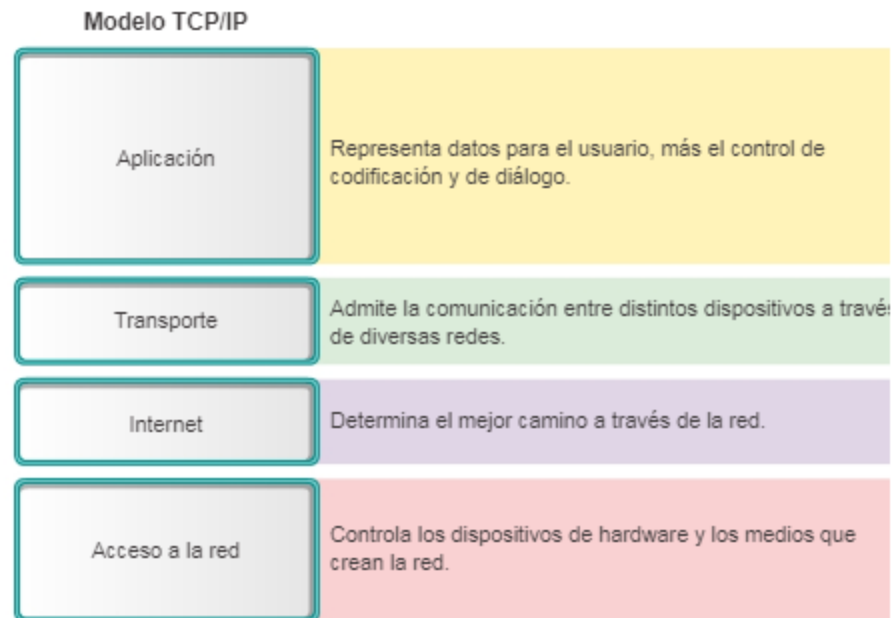 Modelo TCP/IP
Aplicación
Representa datos para el usuario, más el control de
codificación y de diálogo.
Transporte
Admite la comunicación entre distintos dispositivos a travé
de diversas redes.
Internet
Determina el mejor camino a través de la red.
Acceso a la red
Controla los dispositivos de hardware y los medios que
crean la red.